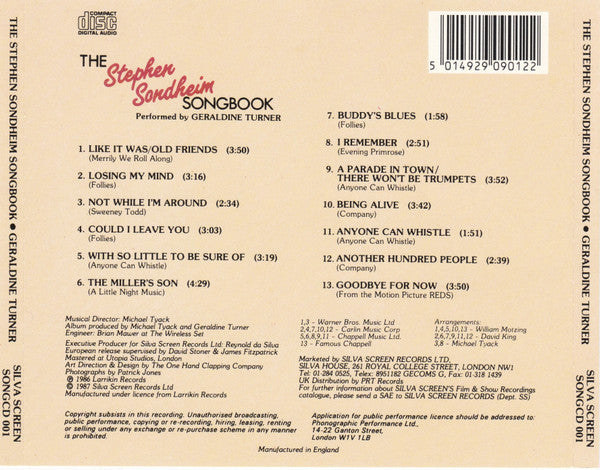 THE STEPHEN SONDHEIM SONGBOOK ● GERALDINE TURNER
SILVA SCREEN
SONGCD 001
COMPACT
disc
DIGITAL AUDIO
THE
Stephen
Sondheim
SONGBOOK
Performed by GERALDINE TURNER
1. LIKE IT WAS/OLD FRIENDS (3:50)
(Merrily We Roll Along)
2. LOSING MY MIND (3:16)
(Follies)
3. NOT WHILE I'M AROUND (2:34)
(Sweeney Todd)
4. COULD I LEAVE YOU (3:03)
(Follies)
5. WITH SO LITTLE TO BE SURE OF (3:19)
(Anyone Can Whistle)
6. THE MILLER'S SON (4:29)
(A Little Night Music)
5 014929 090122
7. BUDDY'S BLUES (1:58)
(Follies)
8. I REMEMBER (2:51)
(Evening Primrose)
9. A PARADE IN TOWN/
THERE WON'T BE TRUMPETS (3:52)
(Anyone Can Whistle)
10. BEING ALIVE (3:42)
(Company)
11. ANYONE CAN WHISTLE (1:51)
(Anyone Can Whistle)
12. ANOTHER HUNDRED PEOPLE (2:39)
(Company)
13. GOODBYE FOR NOW (3:50)
(From the Motion Picture REDS)
Musical Director: Michael Tyack
Album produced by Michael Tyack and Geraldine Turner
Engineer: Brian Mawer at The Wireless Set
Executive Producer for Silva Screen Records Ltd: Reynold da Silva
European release supervised by David Stoner & James Fitzpatrick
Mastered at Utopia Studios, London
Art Direction & Design by The One Hand Clapping Company
Photographs by Patrick Jones
℗ 1986 Larrikin Records
© 1987 Silva Screen Records Ltd
Manufactured under licence from Larrikin Records
1,3 – Warner Bros. Music Ltd
2,4,7,10,12 – Carlin Music Corp
5,6,8,9,11 – Chappell Music Ltd
13 – Famous Chappell
Arrangements:
1,4,5,10,13 – William Motzing
2,6,7,9,11,12 – David King
3,8 – Michael Tyack
Marketed by SILVA SCREEN RECORDS LTD.
SILVA HOUSE, 261 ROYAL COLLEGE STREET, LONDON NW1
Tel: 01-284 0525, Telex: 8951182 GECOMS G, Fax: 01-318 1439
UK Distribution by PRT Records
For further information about SILVA SCREEN'S Film & Show Recordings
catalogue, please send a SAE to SILVA SCREEN RECORDS (Dept. SS)
Copyright subsists in this recording. Unauthorised broadcasting,
public performance, copying or re-recording, hiring, leasing, renting
or selling under any exchange or re-purchase scheme in any manner
is prohibited.
Application for public performance licence should be addressed to:
Phonographic Performance Ltd.,
14-22 Ganton Street,
London W1V 1LB
Manufactured in England
THE STEPHEN SONDHEIM SONGBOOK ● GERALDINE TURNER
SILVA SCREEN
SONGCD 001